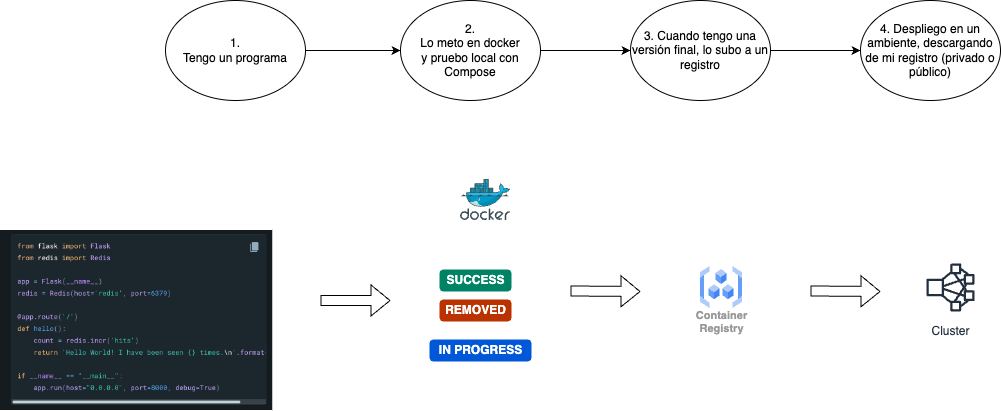 1.
Tengo un programa
2.
Lo meto en docker
y pruebo local con
Compose
3. Cuando tengo una
versión final, lo subo a un
registro
4. Despliego en un
ambiente, descargando
de mi registro (privado o
público)
docker
from flask import Flask
from redis import Redis
app = Flask(__name__)
redis = Redis(host='redis', port=6379)
@app.route('/')
def hello():
count = redis.incr('hits')
return 'Hello World! I have been seen {} times.\n'.format
if __name__ == "__main__":
app.run(host="0.0.0.0", port=8000, debug=True)
SUCCESS
REMOVED
IN PROGRESS
Container
Registry
Cluster